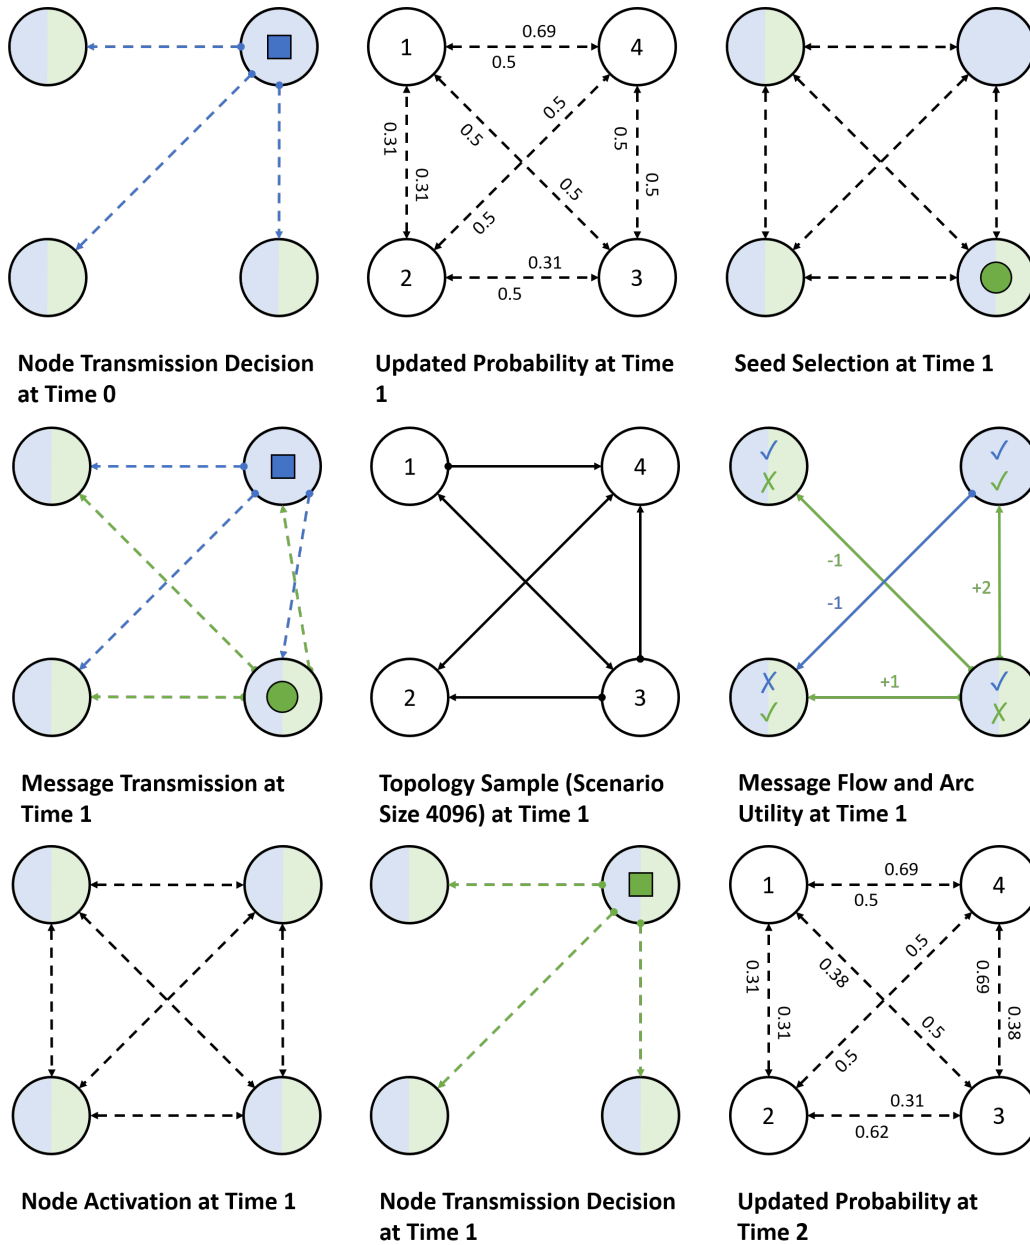 1
0.69
4
0.5
0.5
0.31
0.31
0.5
0.5
0.5
0.5
0.5
2
0.31
3
0.5
Node Transmission Decision
at Time 0
Updated Probability at Time
1
Seed Selection at Time 1
1
4
2
3
✓
X
✓
✓
-1
-1
+2
X
✓
+1
✓
X
Message Transmission at
Time 1
Topology Sample (Scenario
Size 4096) at Time 1
Message Flow and Arc
Utility at Time 1
1
0.69
4
0.5
0.5
0.38
0.31
0.31
0.69
0.38
0.5
0.5
2
0.31
3
0.62
Node Activation at Time 1
Node Transmission Decision
at Time 1
Updated Probability at
Time 2